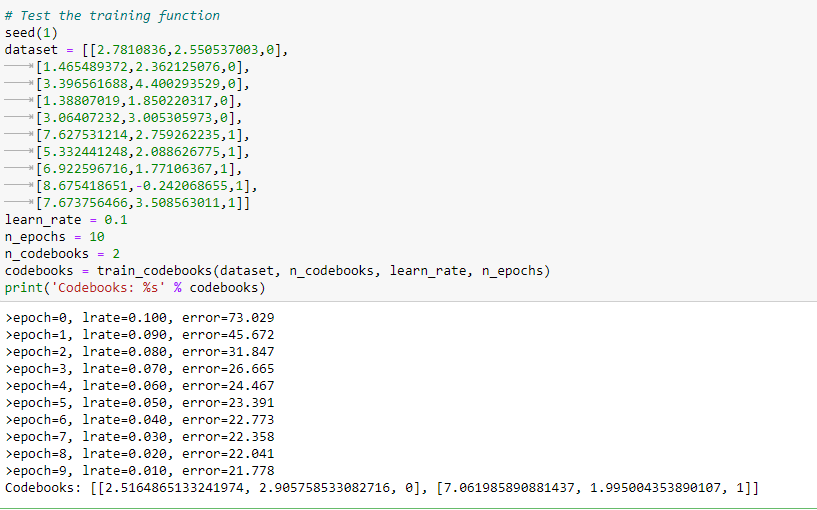 # Test the training function
seed(1)
dataset = [[2.7810836,2.550537003,0],
[1.465489372,2.362125076,0],
[3.396561688,4.400293529,0],
[1.38807019,1.850220317,0],
[3.06407232,3.005305973,0],
[7.627531214,2.759262235,1],
[5.332441248,2.088626775,1],
[6.922596716,1.77106367,1],
[8.675418651,-0.242068655,1],
[7.673756466,3.508563011,1]]
learn_rate = 0.1
n_epochs = 10
n_codebooks = 2
codebooks = train_codebooks(dataset, n_codebooks, learn_rate, n_epochs)
print('Codebooks: %s' % codebooks)
>epoch=0, lrate=0.100, error=73.029
>epoch=1, lrate=0.090, error=45.672
>epoch=2, lrate=0.080, error=31.847
>epoch=3, lrate=0.070, error=26.665
>epoch=4, lrate=0.060, error=24.467
>epoch=5, lrate=0.050, error=23.391
>epoch=6, lrate=0.040, error=22.773
>epoch=7, lrate=0.030, error=22.358
>epoch=8, lrate=0.020, error=22.041
>epoch=9, lrate=0.010, error=21.778
Codebooks: [[2.5164865133241974, 2.905758533082716, 0], [7.061985890881437, 1.995004353890107, 1]]